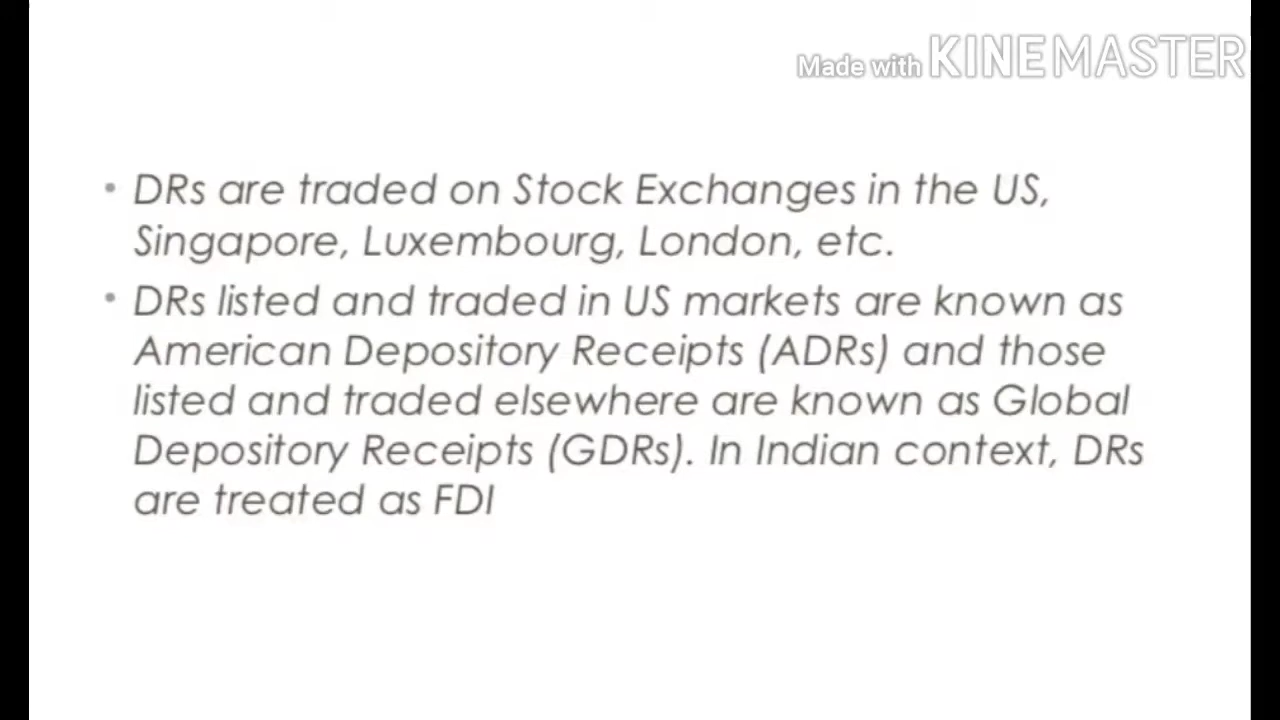 Made with KINEMASTER
• DRs are traded on Stock Exchanges in the US,
Singapore, Luxembourg, London, etc.
• DRs listed and traded in US markets are known as
American Depository Receipts (ADRs) and those
listed and traded elsewhere are known as Global
Depository Receipts (GDRs). In Indian context, DRs
are treated as FDI